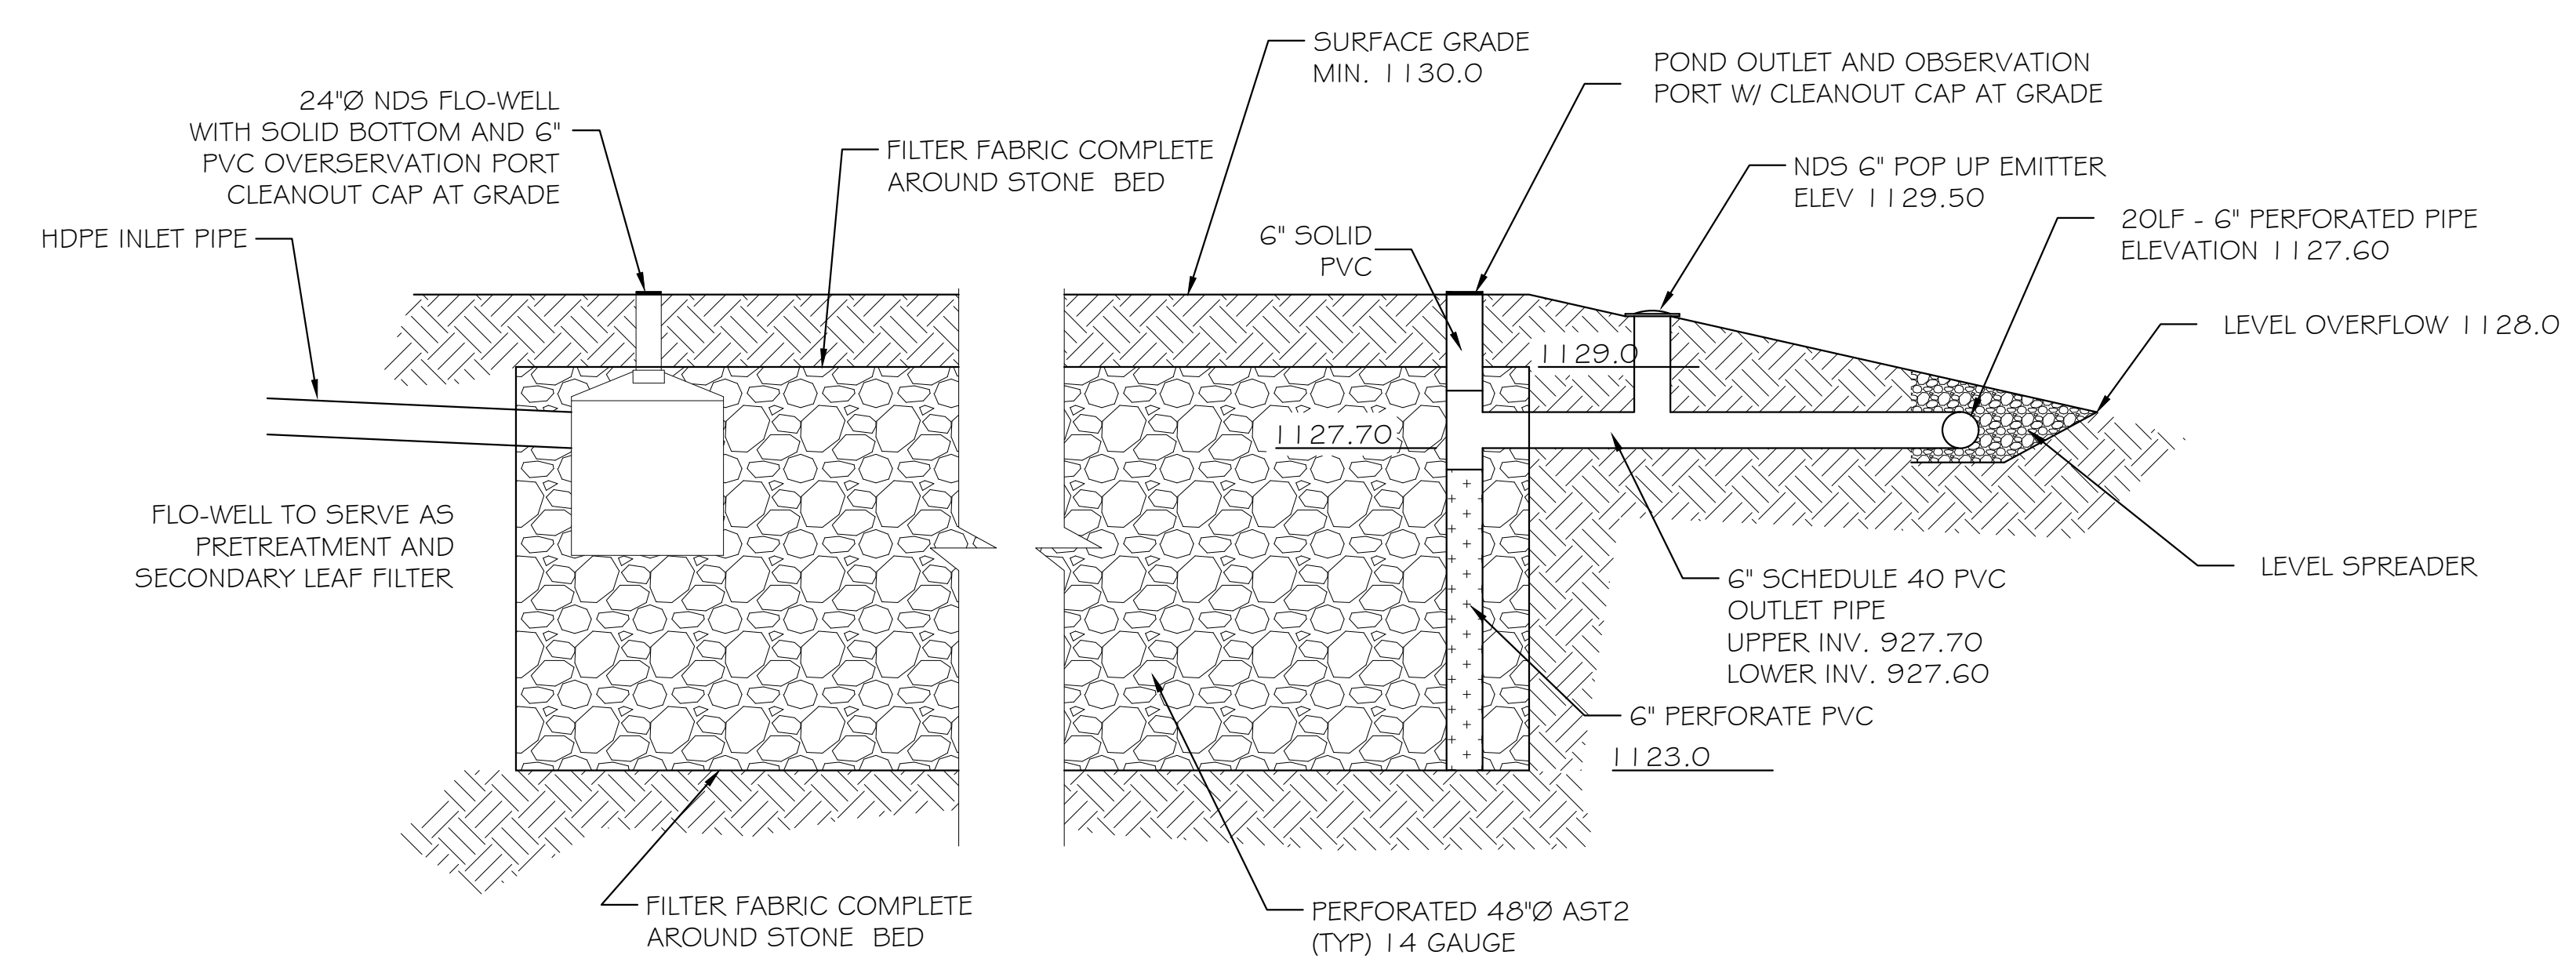 SURFACE GRADE
MIN. 1130.0
POND OUTLET AND OBSERVATION
PORT W/ CLEANOUT CAP AT GRADE
24"Ø NDS FLO-WELL
WITH SOLID BOTTOM AND 6"
PVC OVERSERVATION PORT
CLEANOUT CAP AT GRADE
FILTER FABRIC COMPLETE
AROUND STONE BED
NDS 6" POP UP EMITTER
ELEV 1129.50
20LF - 6" PERFORATED PIPE
ELEVATION 1127.60
HDPE INLET PIPE
6" SOLID
PVC
LEVEL OVERFLOW 1128.0
1129.0
1127.70
FLO-WELL TO SERVE AS
PRETREATMENT AND
SECONDARY LEAF FILTER
LEVEL SPREADER
6" SCHEDULE 40 PVC
OUTLET PIPE
UPPER INV. 927.70
LOWER INV. 927.60
6" PERFORATE PVC
1123.0
FILTER FABRIC COMPLETE
AROUND STONE BED
PERFORATED 48"Ø AST2
(TYP) 14 GAUGE